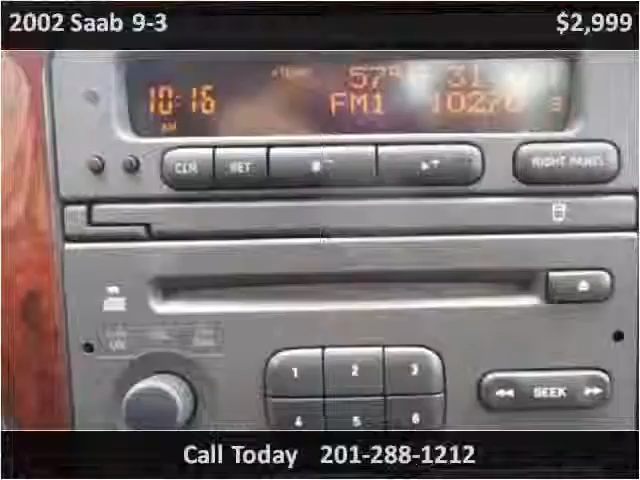 2002 Saab 9-3 $2,999
57°F 31
10:16 FM1
AM
CLR SET RIGHT PANEL
1 2 3
SEEK
4 5 6
Call Today 201-288-1212